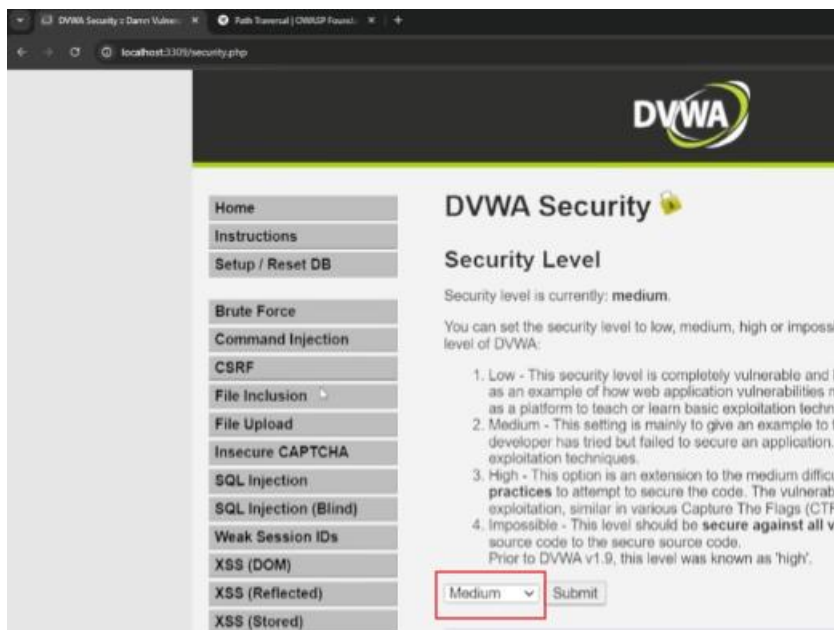 DVWA Security :: Damn Vulner
Path Traversal | OWASP Found
localhost:3309/security.php
DVWA
Home
Instructions
Setup / Reset DB
Brute Force
Command Injection
CSRF
File Inclusion
File Upload
Insecure CAPTCHA
SQL Injection
SQL Injection (Blind)
Weak Session IDs
XSS (DOM)
XSS (Reflected)
XSS (Stored)
DVWA Security
Security Level
Security level is currently: medium.
You can set the security level to low, medium, high or imposs
level of DVWA:
1. Low - This security level is completely vulnerable and
as an example of how web application vulnerabilities
as a platform to teach or learn basic exploitation techn
2. Medium - This setting is mainly to give an example to
developer has tried but failed to secure an application.
exploitation techniques.
3. High - This option is an extension to the medium diffic
practices to attempt to secure the code. The vulnerab
exploitation, similar in various Capture The Flags (CTF
4. Impossible - This level should be secure against all v
source code to the secure source code.
Prior to DVWA v1.9, this level was known as 'high'.
Medium Submit